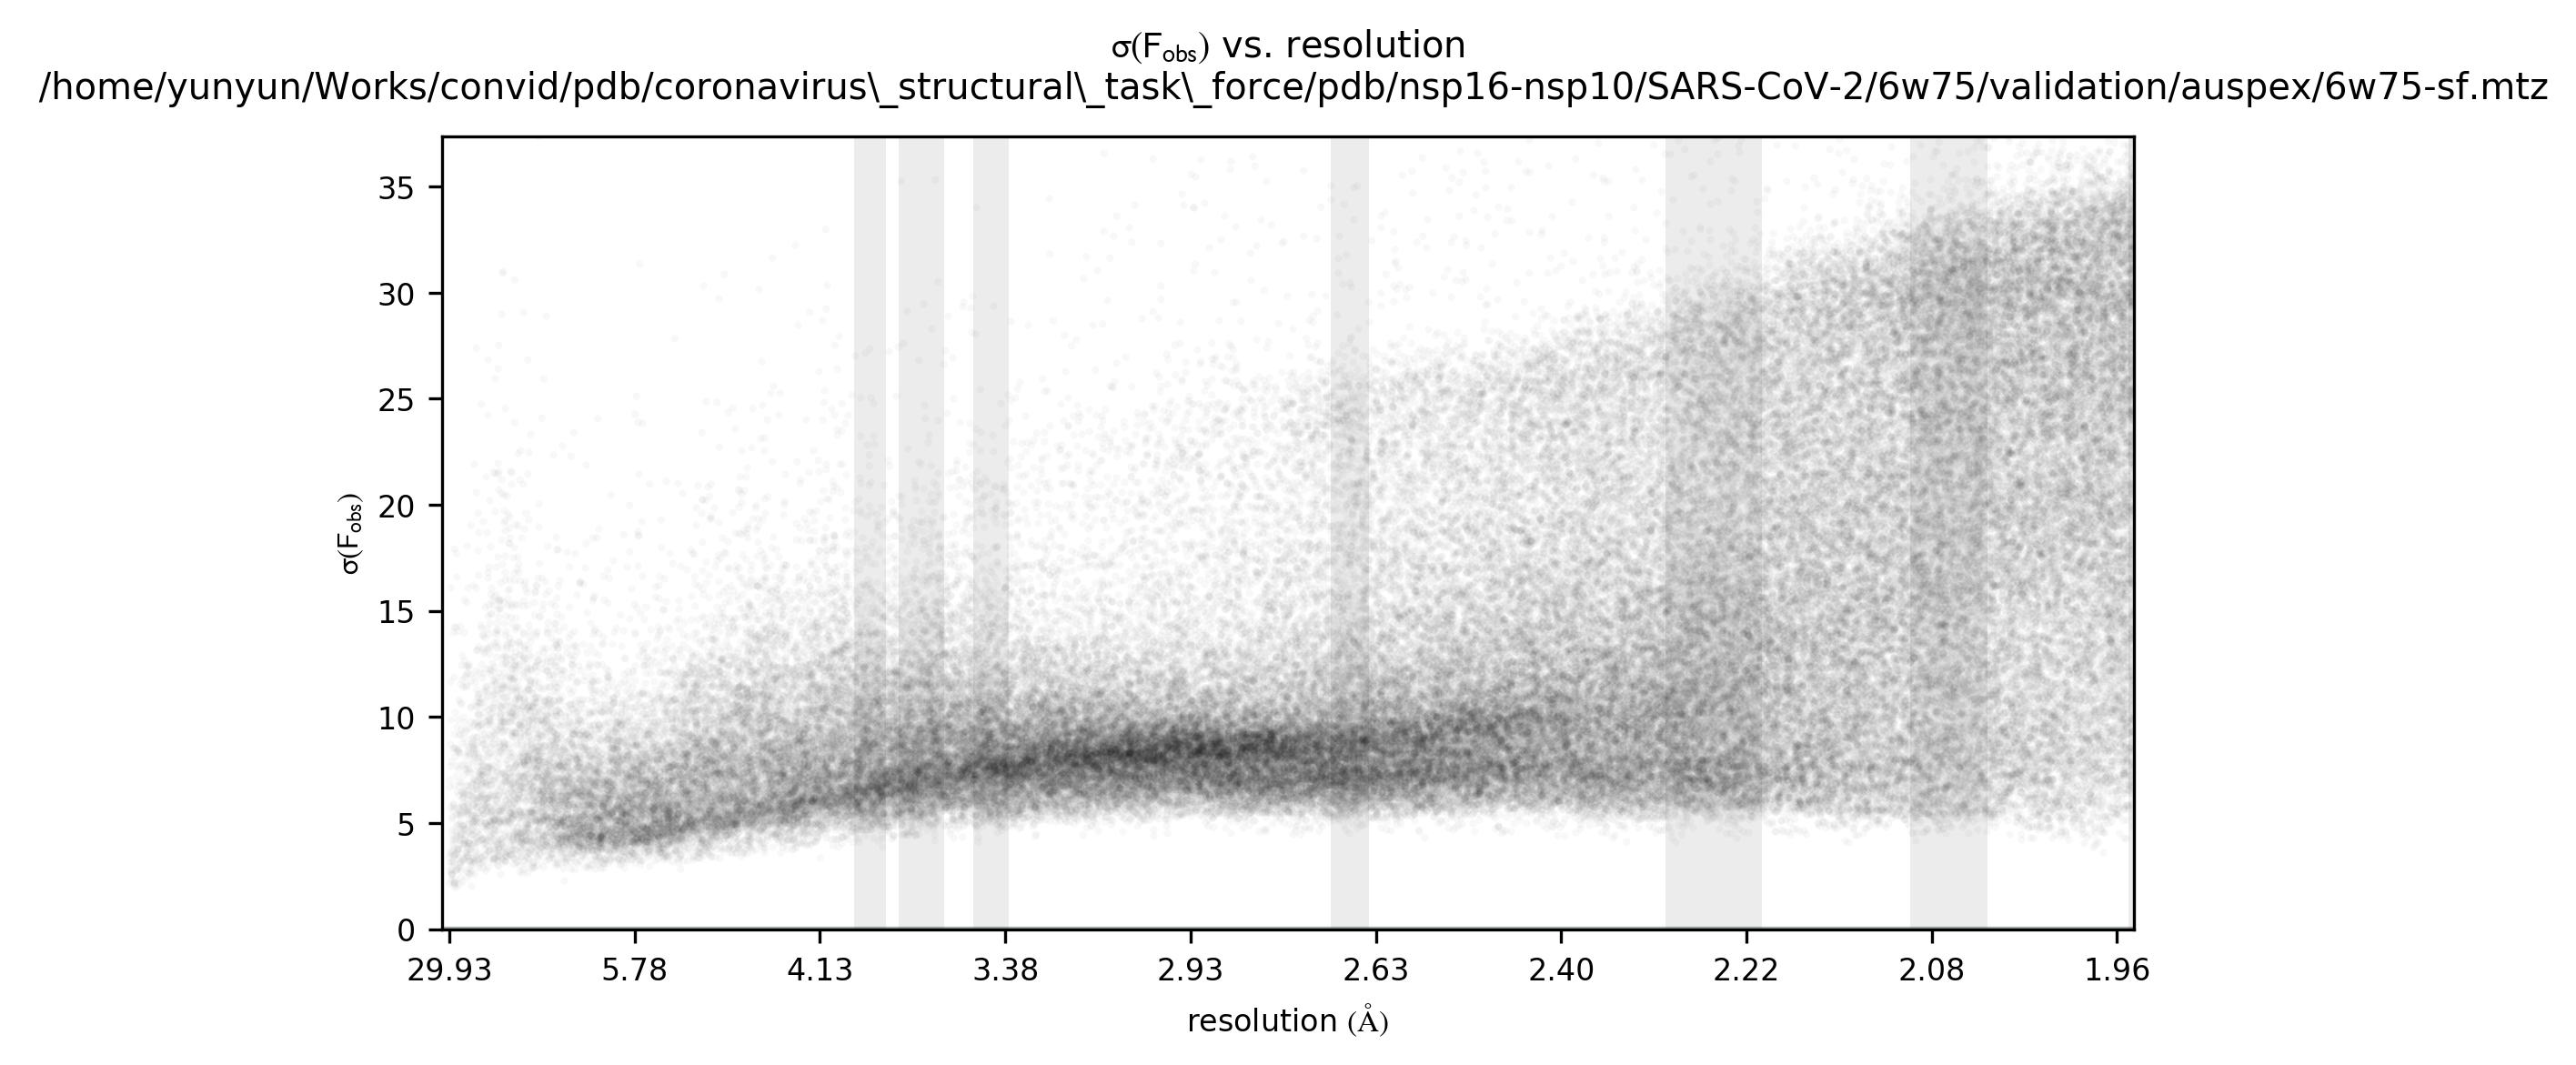 σ(Fobs) vs. resolution
/home/yunyun/Works/convid/pdb/coronavirus\_structural\_task\_force/pdb/nsp16-nsp10/SARS-CoV-2/6w75/validation/auspex/6w75-sf.mtz
35
30
25
20
15
10
5
0
σ(Fobs)
29.93 5.78 4.13 3.38 2.93 2.63 2.40 2.22 2.08 1.96
resolution (Å)